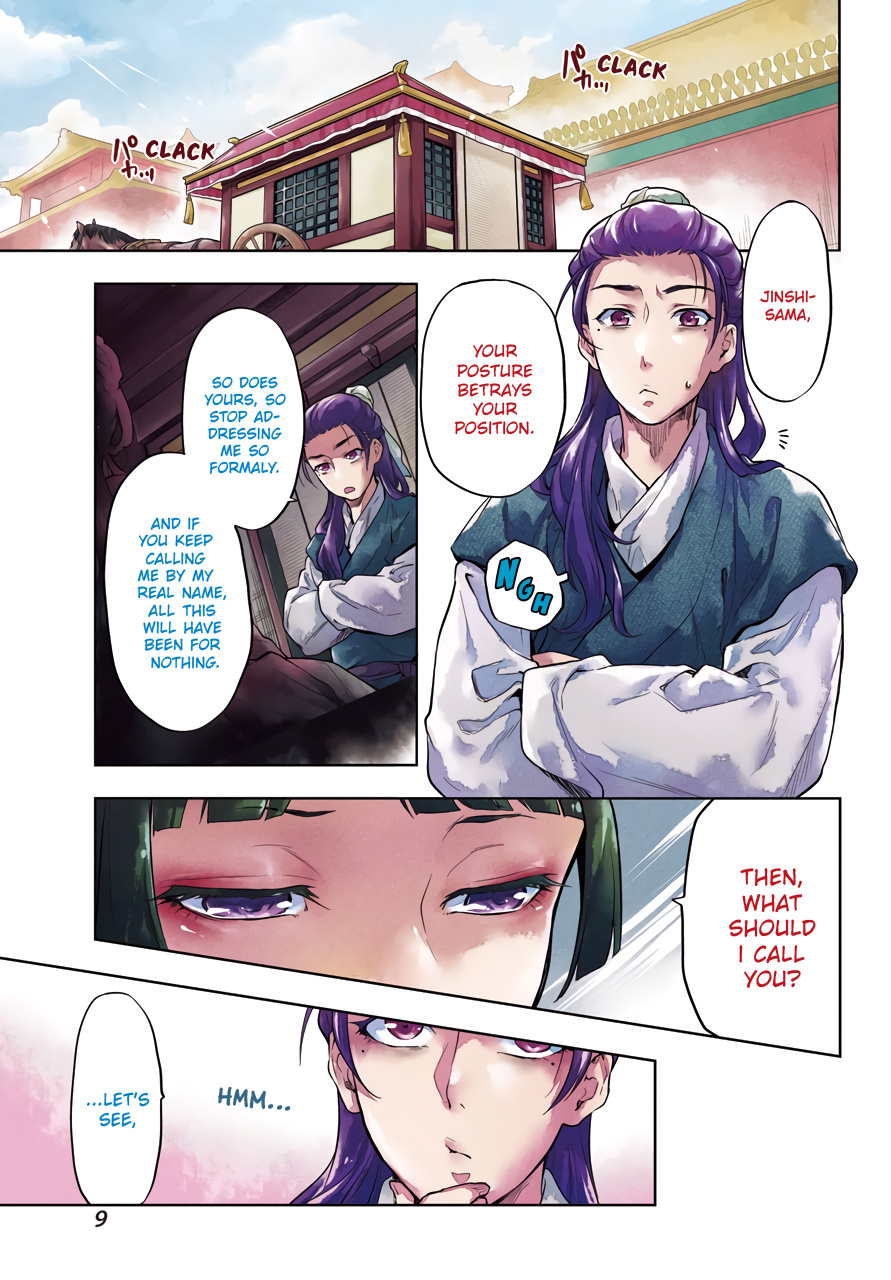 パカ…ッ
CLACK
パカ…ッ
CLACK
JINSHI-
SAMA,
YOUR
POSTURE
BETRAYS
YOUR
POSITION.
NGH
SO DOES
YOURS, SO
STOP AD-
DRESSING
ME SO
FORMALY.
AND IF
YOU KEEP
CALLING
ME BY MY
REAL NAME,
ALL THIS
WILL HAVE
BEEN FOR
NOTHING.
THEN,
WHAT
SHOULD
I CALL
YOU?
HMM...
...LET'S
SEE,
9